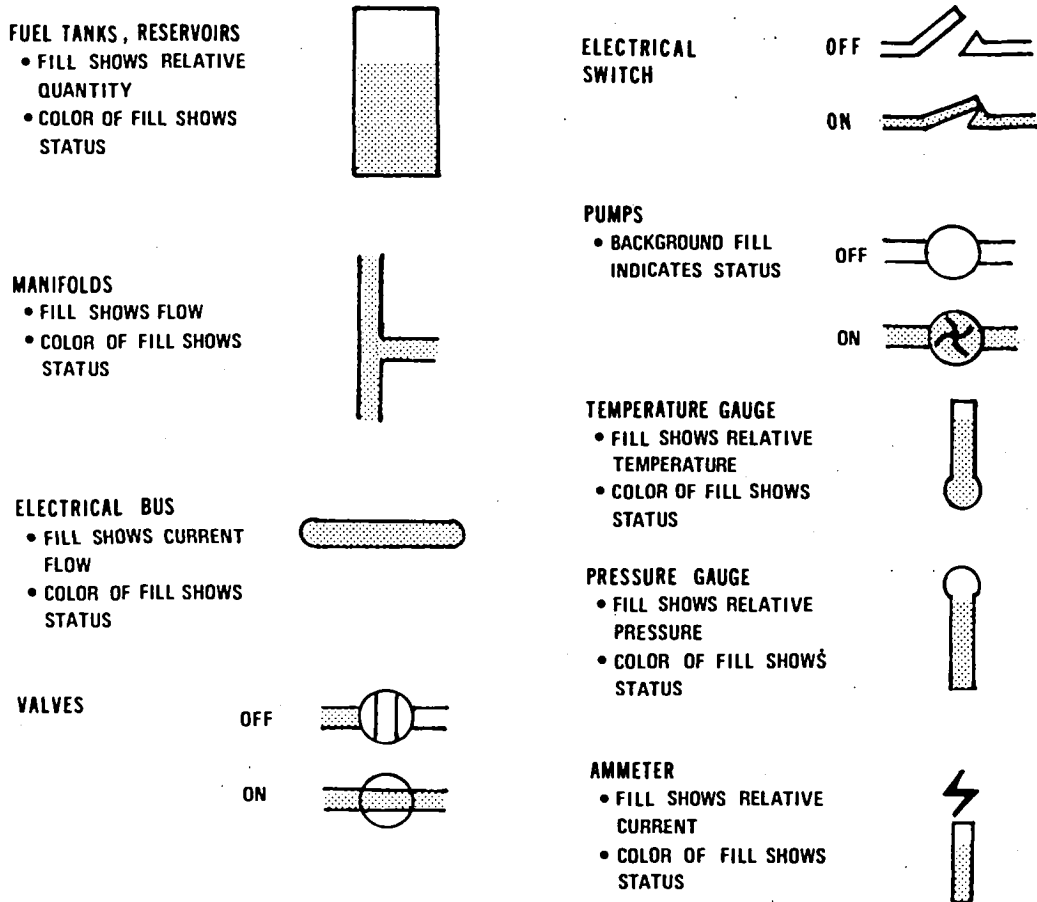 FUEL TANKS, RESERVOIRS
• FILL SHOWS RELATIVE
QUANTITY
• COLOR OF FILL SHOWS
STATUS
MANIFOLDS
• FILL SHOWS FLOW
• COLOR OF FILL SHOWS
STATUS
ELECTRICAL BUS
• FILL SHOWS CURRENT
FLOW
• COLOR OF FILL SHOWS
STATUS
VALVES
OFF
ON
ELECTRICAL
SWITCH
OFF
ON
PUMPS
• BACKGROUND FILL
INDICATES STATUS
OFF
ON
TEMPERATURE GAUGE
• FILL SHOWS RELATIVE
TEMPERATURE
• COLOR OF FILL SHOWS
STATUS
PRESSURE GAUGE
• FILL SHOWS RELATIVE
PRESSURE
• COLOR OF FILL SHOWS
STATUS
AMMETER
• FILL SHOWS RELATIVE
CURRENT
• COLOR OF FILL SHOWS
STATUS